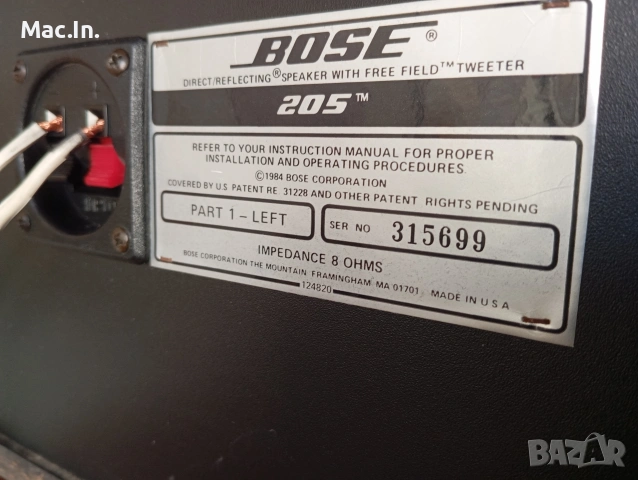 Mac.In.
BOSE®
DIRECT/REFLECTING® SPEAKER WITH FREE FIELD™ TWEETER
205™
REFER TO YOUR INSTRUCTION MANUAL FOR PROPER
INSTALLATION AND OPERATING PROCEDURES.
©1984 BOSE CORPORATION
COVERED BY U.S PATENT RE 31228 AND OTHER PATENT RIGHTS PENDING
PART 1 - LEFT
SER NO 315699
IMPEDANCE 8 OHMS
BOSE CORPORATION THE MOUNTAIN FRAMINGHAM MA 01701 MADE IN U S A
124820
BAZAR